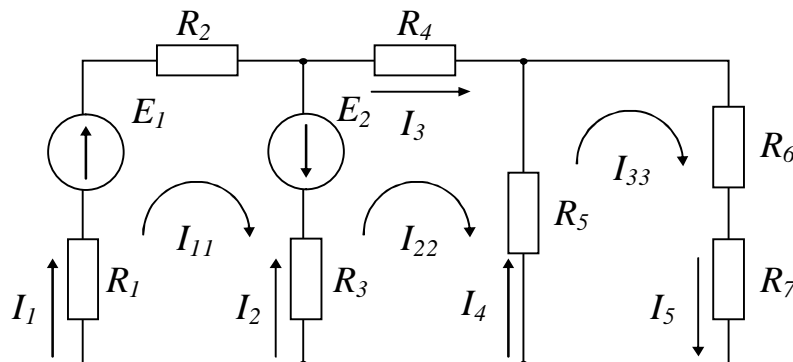 R2 R4
E1 E2 I3
R6
I33
R5
I11 I22
I1 R1 I2 R3 I4 I5 R7